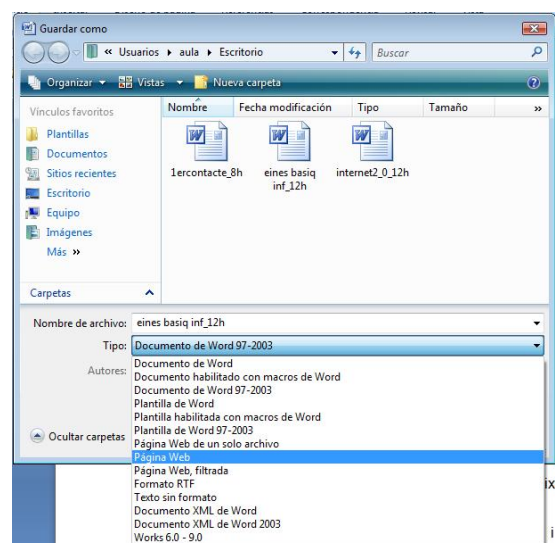 Guardar como
« Usuarios ▸ aula ▸ Escritorio
Buscar
Organizar Vistas Nueva carpeta
Vínculos favoritos
Plantillas
Documentos
Sitios recientes
Escritorio
Equipo
Imágenes
Más »
Carpetas
Nombre Fecha modificación Tipo Tamaño »
1ercontacte_8h
eines basiq inf_12h
internet2_0_12h
Nombre de archivo: eines basiq inf_12h
Tipo: Documento de Word 97-2003
Autores:
Ocultar carpetas
Documento de Word
Documento habilitado con macros de Word
Documento de Word 97-2003
Plantilla de Word
Plantilla habilitada con macros de Word
Plantilla de Word 97-2003
Página Web de un solo archivo
Página Web
Página Web, filtrada
Formato RTF
Texto sin formato
Documento XML de Word
Documento XML de Word 2003
Works 6.0 - 9.0
ix
i